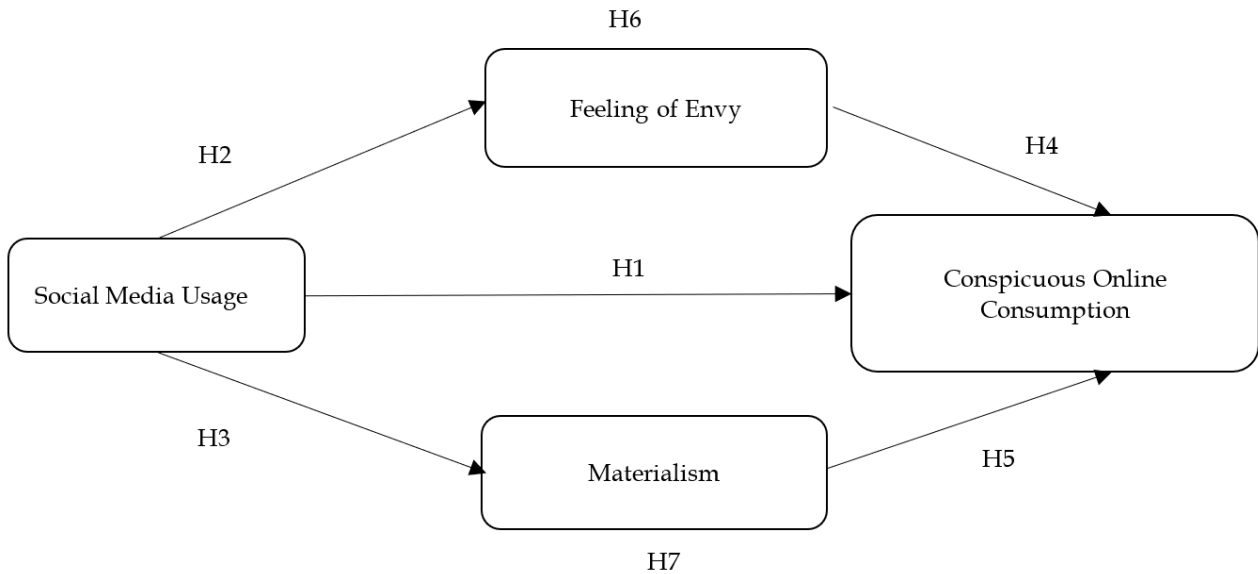 H6
Feeling of Envy
H2
H4
H1
Social Media Usage
Conspicuous Online
Consumption
H3
Materialism
H5
H7